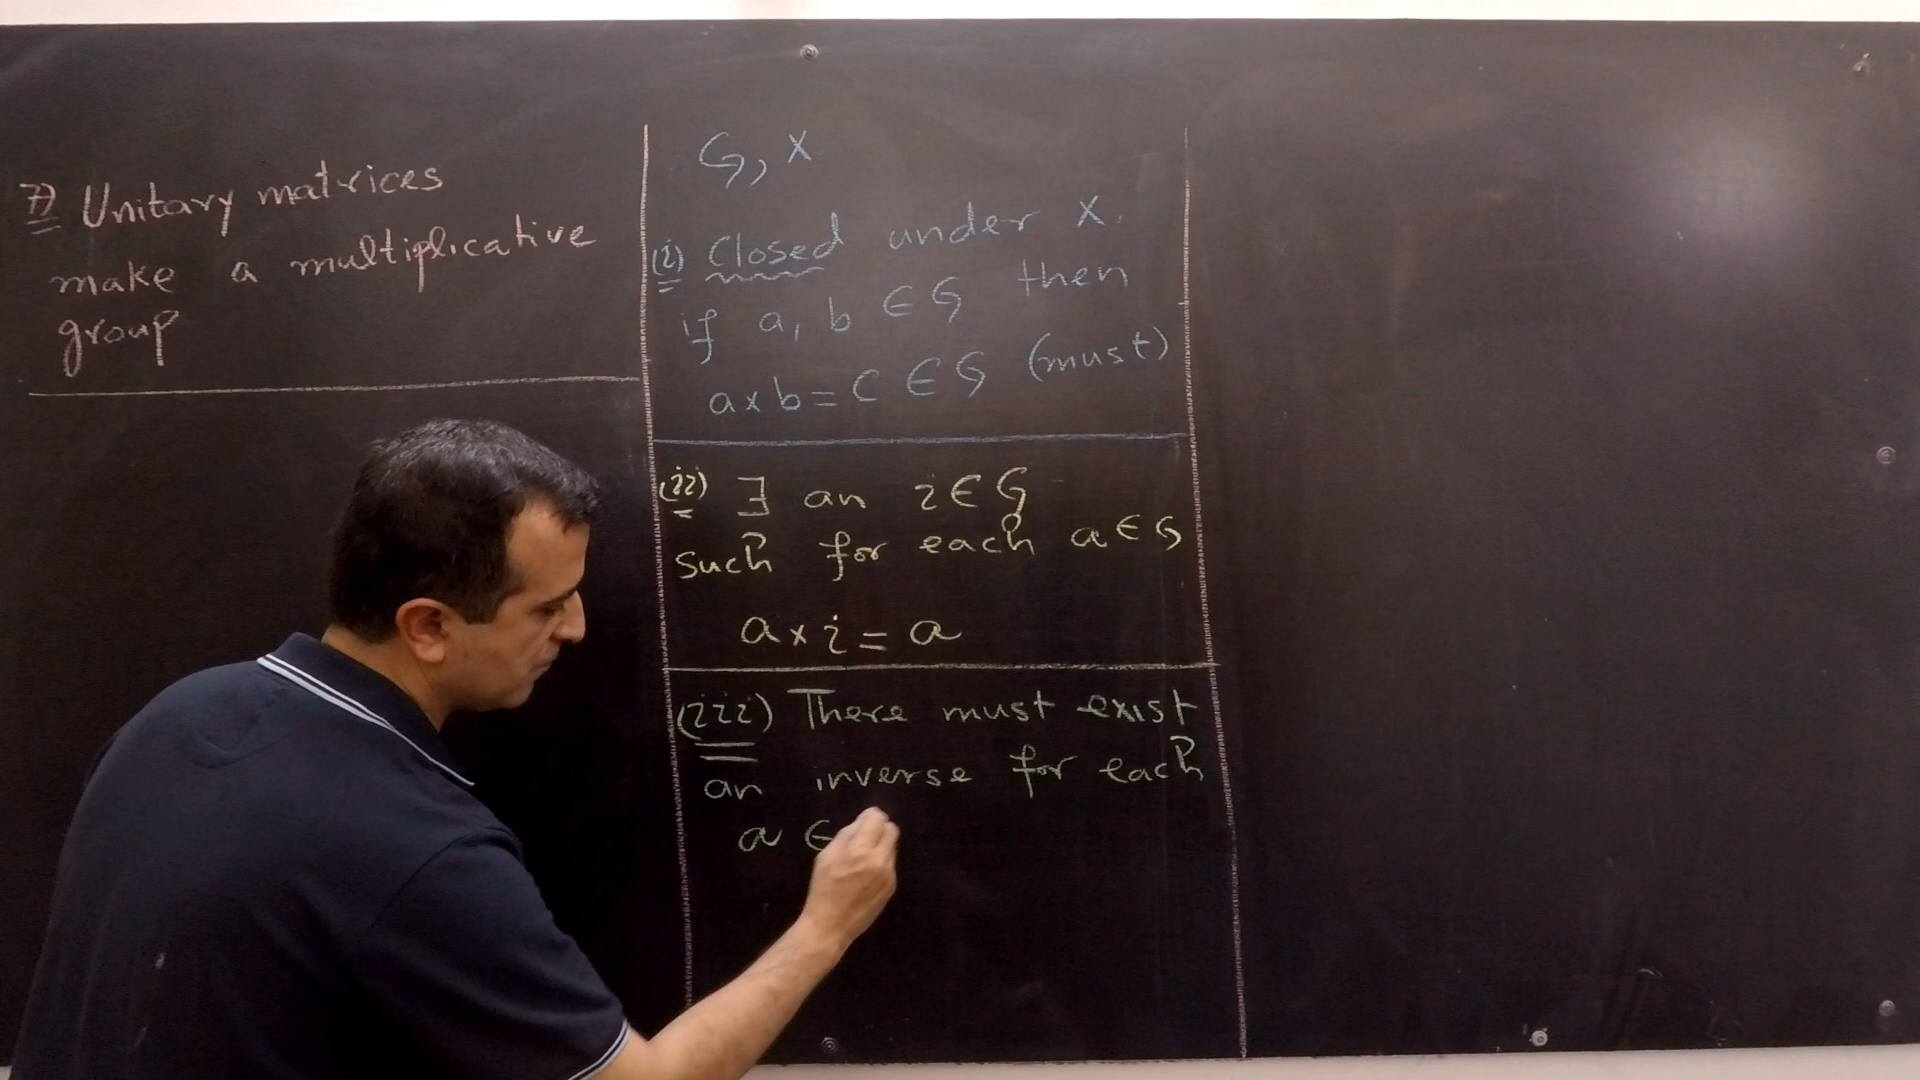 7) Unitary matrices
make a multiplicative
group
G, x
(i) Closed under x.
if a, b ∈ G then
a x b = c ∈ G (must)
(ii) ∃ an i ∈ G
such for each a ∈ G
a x i = a
(iii) There must exist
an inverse for each
a ∈